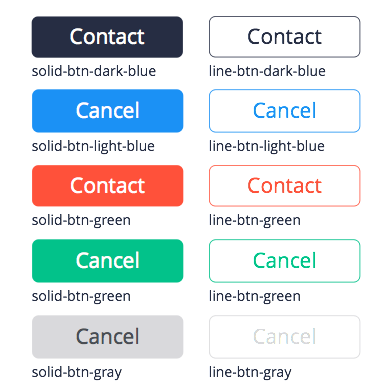 Contact Contact
solid-btn-dark-blue line-btn-dark-blue
Cancel Cancel
solid-btn-light-blue line-btn-light-blue
Contact Contact
solid-btn-green line-btn-green
Cancel Cancel
solid-btn-green line-btn-green
Cancel Cancel
solid-btn-gray line-btn-gray